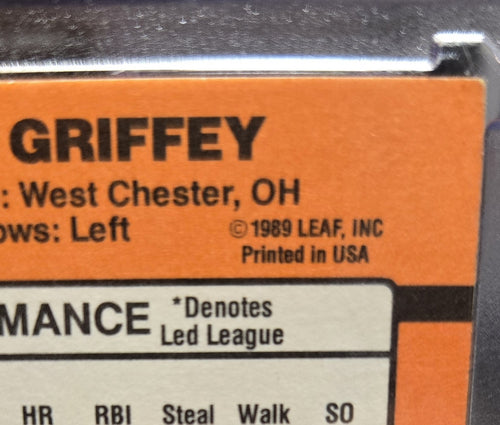 GRIFFEY
: West Chester, OH
ows: Left
© 1989 LEAF, INC
Printed in USA
MANCE
*Denotes
Led League
HR RBI Steal Walk SO